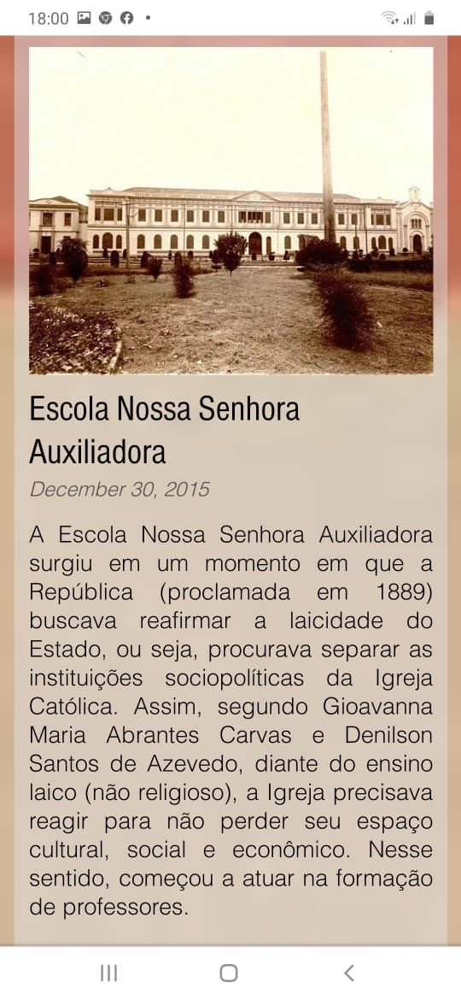 18:00
Escola Nossa Senhora
Auxiliadora
December 30, 2015
A Escola Nossa Senhora Auxiliadora
surgiu em um momento em que a
República (proclamada em 1889)
buscava reafirmar a laicidade do
Estado, ou seja, procurava separar as
instituições sociopolíticas da Igreja
Católica. Assim, segundo Gioavanna
Maria Abrantes Carvas e Denilson
Santos de Azevedo, diante do ensino
laico (não religioso), a Igreja precisava
reagir para não perder seu espaço
cultural, social e econômico. Nesse
sentido, começou a atuar na formação
de professores.